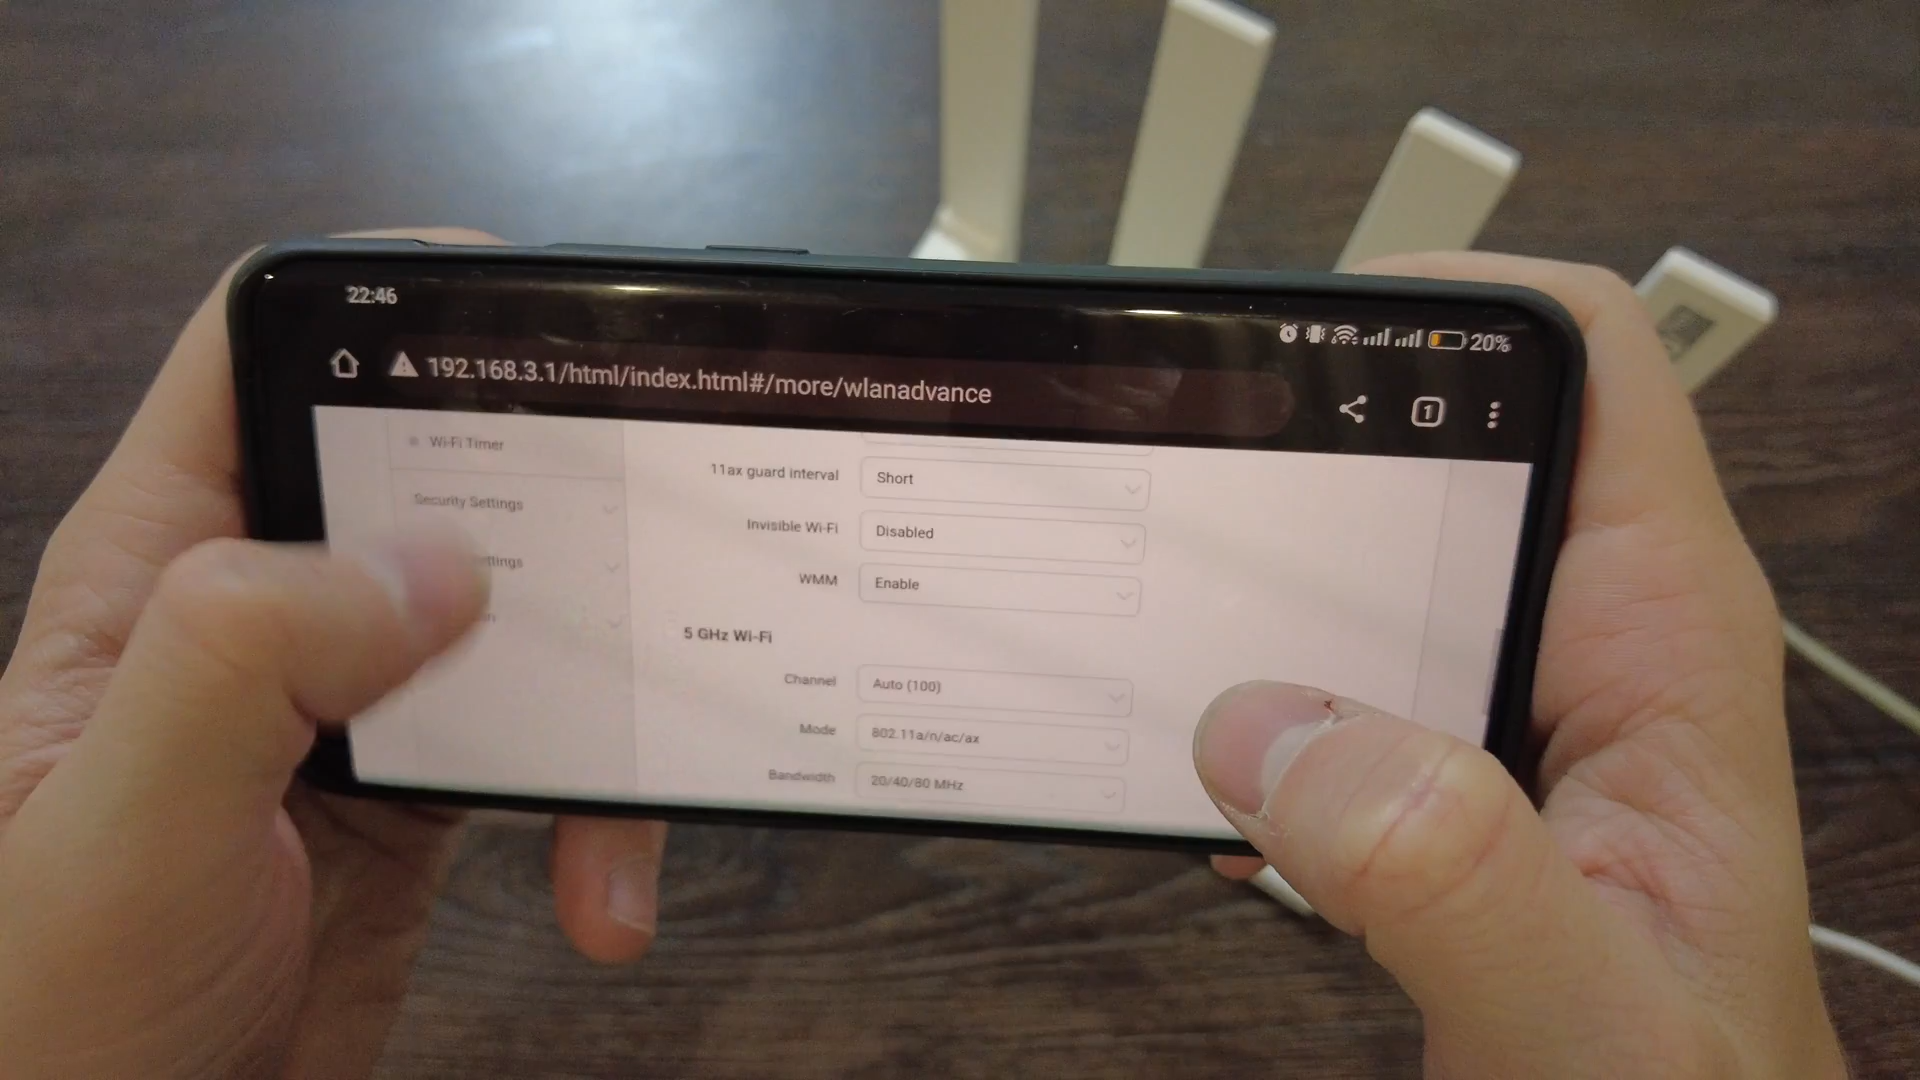 22:46
20%
192.168.3.1/html/index.html#/more/wlanadvance
1
Wi-Fi Timer
11ax guard interval Short
Security Settings
Invisible Wi-Fi Disabled
ettings
WMM Enable
5 GHz Wi-Fi
Channel Auto (100)
Mode 802.11a/n/ac/ax
Bandwidth 20/40/80 MHz